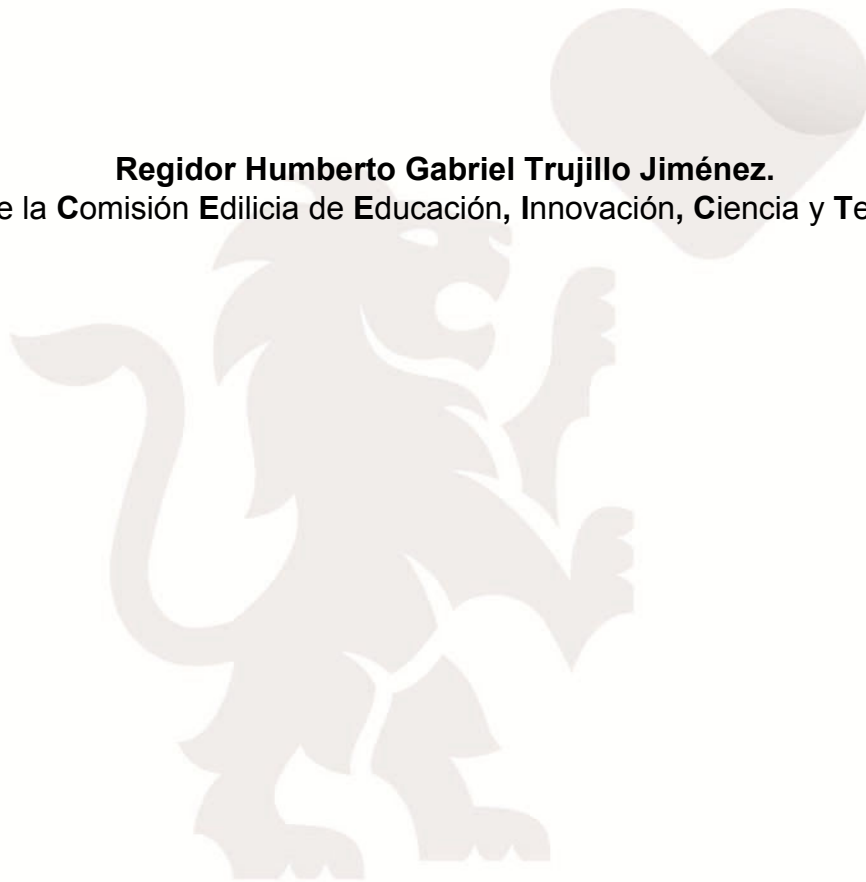 Regidor Humberto Gabriel Trujillo Jiménez.
e la Comisión Edilicia de Educación, Innovación, Ciencia y Te